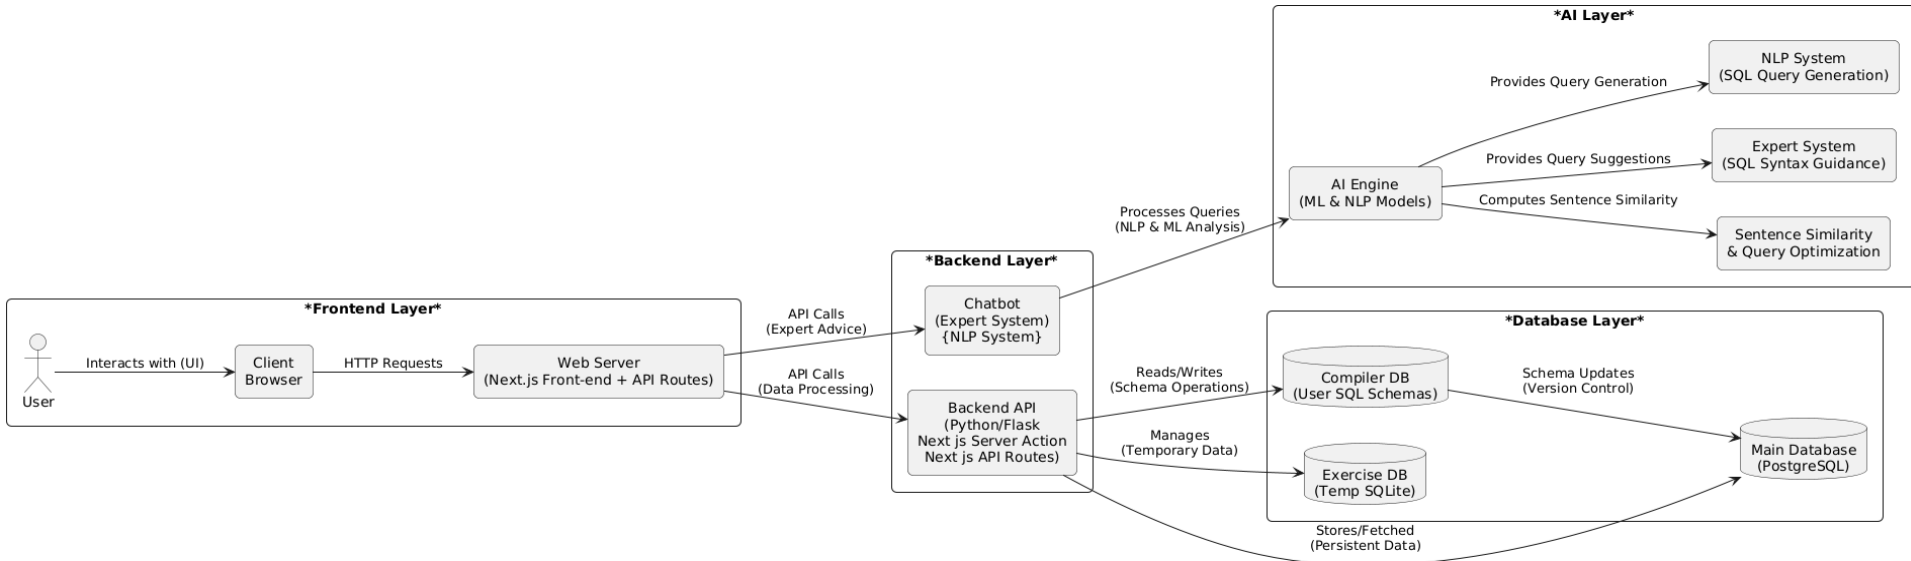 *Frontend Layer*
User
Interacts with (UI)
Client
Browser
HTTP Requests
Web Server
(Next.js Front-end + API Routes)
API Calls
(Expert Advice)
API Calls
(Data Processing)
*Backend Layer*
Chatbot
(Expert System)
{NLP System}
Backend API
(Python/Flask
Next js Server Action
Next js API Routes)
Processes Queries
(NLP & ML Analysis)
Reads/Writes
(Schema Operations)
Manages
(Temporary Data)
Stores/Fetched
(Persistent Data)
*AI Layer*
AI Engine
(ML & NLP Models)
Provides Query Generation
Provides Query Suggestions
Computes Sentence Similarity
NLP System
(SQL Query Generation)
Expert System
(SQL Syntax Guidance)
Sentence Similarity
& Query Optimization
*Database Layer*
Compiler DB
(User SQL Schemas)
Exercise DB
(Temp SQLite)
Schema Updates
(Version Control)
Main Database
(PostgreSQL)